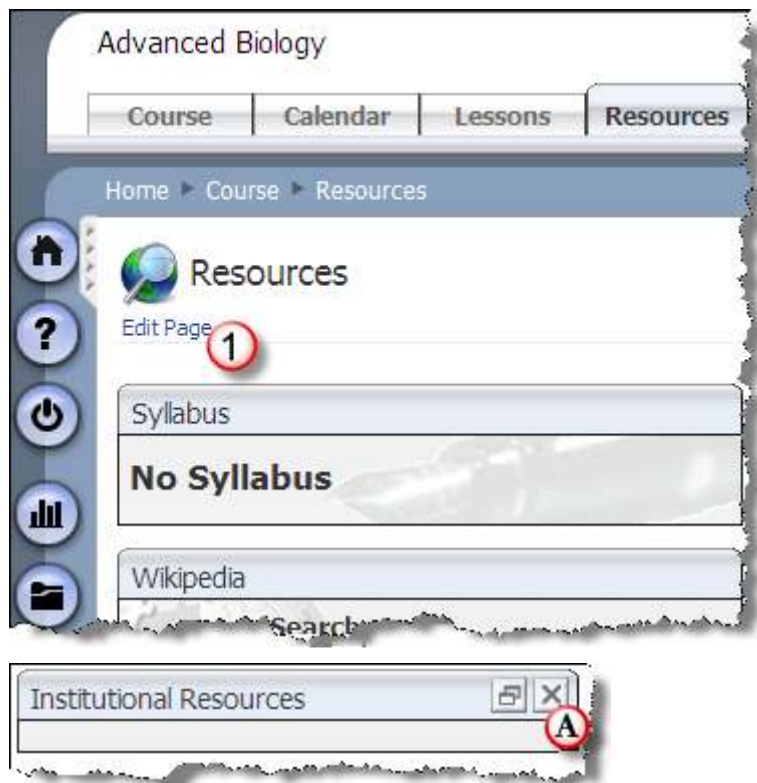 Advanced Biology
Course Calendar Lessons Resources
Home Course Resources
Resources
?
Edit Page
1
Syllabus
No Syllabus
Wikipedia
Search
Institutional Resources
A